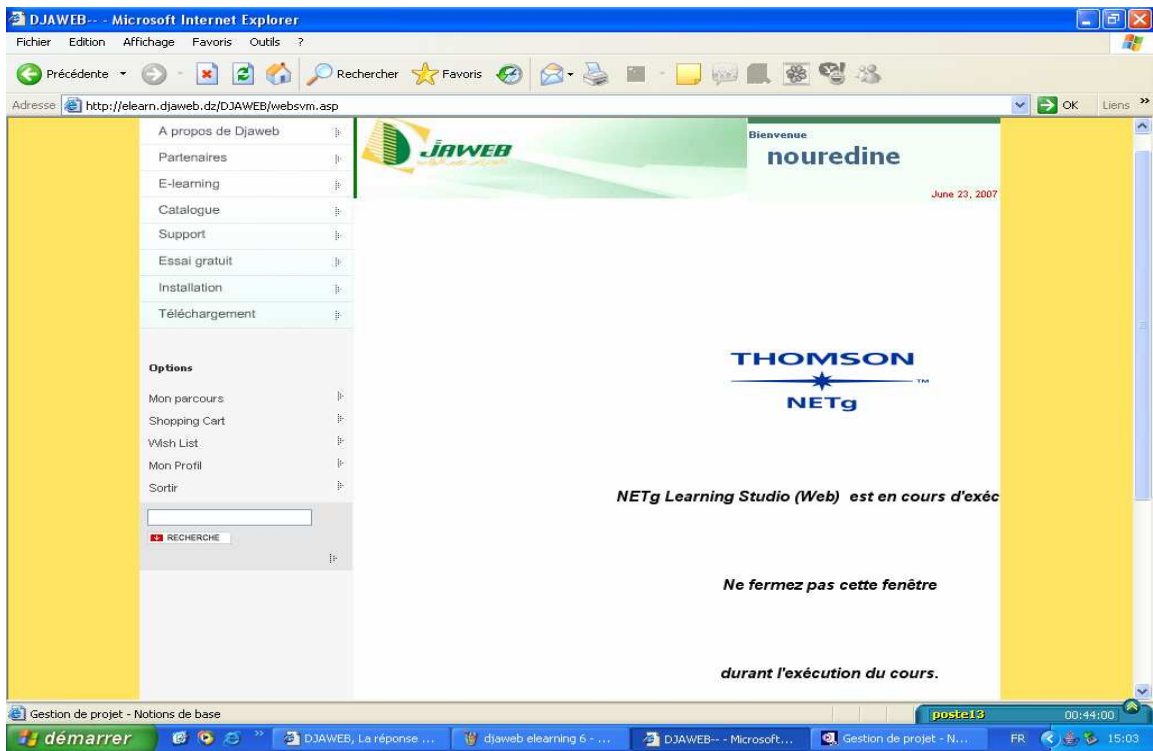 DJAWEB-- - Microsoft Internet Explorer
Fichier Edition Affichage Favoris Outils ?
Précédente Rechercher Favoris
Adresse http://elearn.djaweb.dz/DJAWEB/websvm.asp OK Liens »
A propos de Djaweb
Partenaires
E-learning
Catalogue
Support
Essai gratuit
Installation
Téléchargement
Options
Mon parcours
Shopping Cart
Wish List
Mon Profil
Sortir
RECHERCHE
JAWEB
Bienvenue
nouredine
June 23, 2007
THOMSON
™
NETg
NETg Learning Studio (Web) est en cours d'exéc
Ne fermez pas cette fenêtre
durant l'exécution du cours.
Gestion de projet - Notions de base
poste13 00:44:00
démarrer » DJAWEB, La réponse ... djaweb elearning 6 - ... DJAWEB-- - Microsoft... Gestion de projet - N... FR 15:03